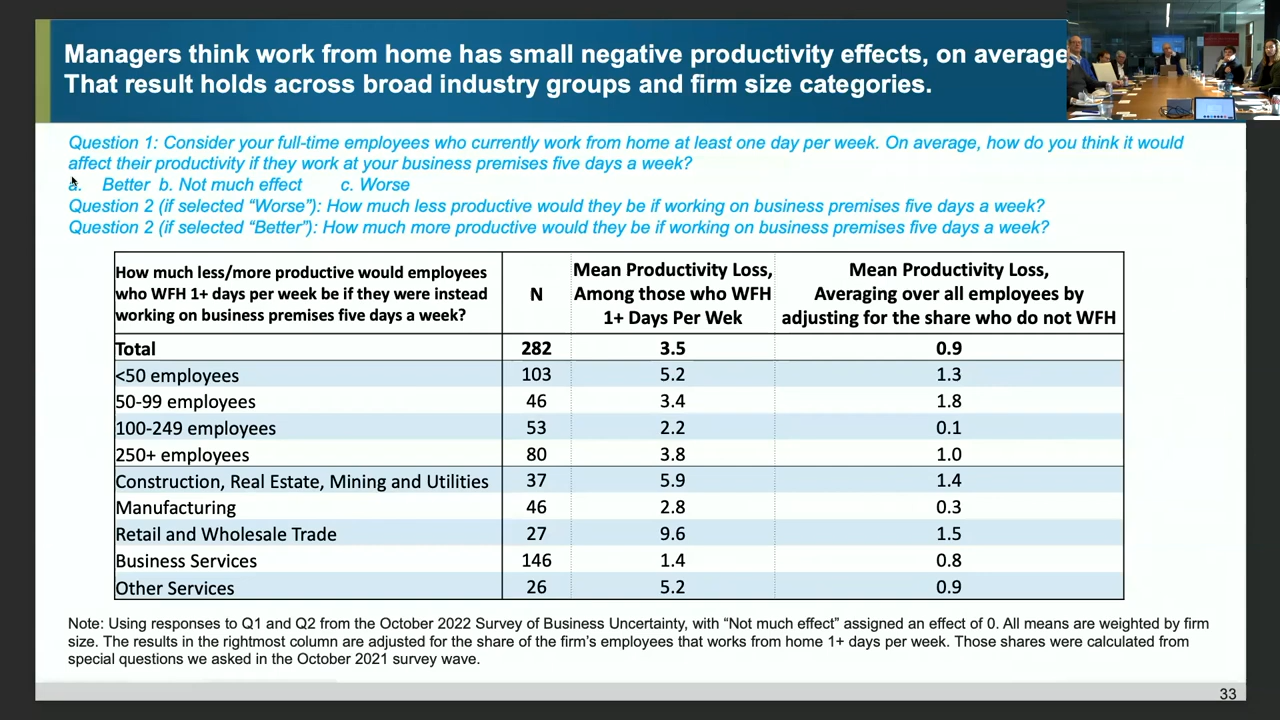 Managers think work from home has small negative productivity effects, on average
That result holds across broad industry groups and firm size categories.
Question 1: Consider your full-time employees who currently work from home at least one day per week. On average, how do you think it would
affect their productivity if they work at your business premises five days a week?
a. Better b. Not much effect c. Worse
Question 2 (if selected “Worse”): How much less productive would they be if working on business premises five days a week?
Question 2 (if selected “Better”): How much more productive would they be if working on business premises five days a week?
How much less/more productive would employees
who WFH 1+ days per week be if they were instead
working on business premises five days a week?
N
Mean Productivity Loss,
Among those who WFH
1+ Days Per Wek
Mean Productivity Loss,
Averaging over all employees by
adjusting for the share who do not WFH
Total 282 3.5 0.9
<50 employees 103 5.2 1.3
50-99 employees 46 3.4 1.8
100-249 employees 53 2.2 0.1
250+ employees 80 3.8 1.0
Construction, Real Estate, Mining and Utilities 37 5.9 1.4
Manufacturing 46 2.8 0.3
Retail and Wholesale Trade 27 9.6 1.5
Business Services 146 1.4 0.8
Other Services 26 5.2 0.9
Note: Using responses to Q1 and Q2 from the October 2022 Survey of Business Uncertainty, with “Not much effect” assigned an effect of 0. All means are weighted by firm
size. The results in the rightmost column are adjusted for the share of the firm’s employees that works from home 1+ days per week. Those shares were calculated from
special questions we asked in the October 2021 survey wave.
33